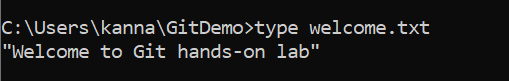 C:\Users\kanna\GitDemo>type welcome.txt
"Welcome to Git hands-on lab"